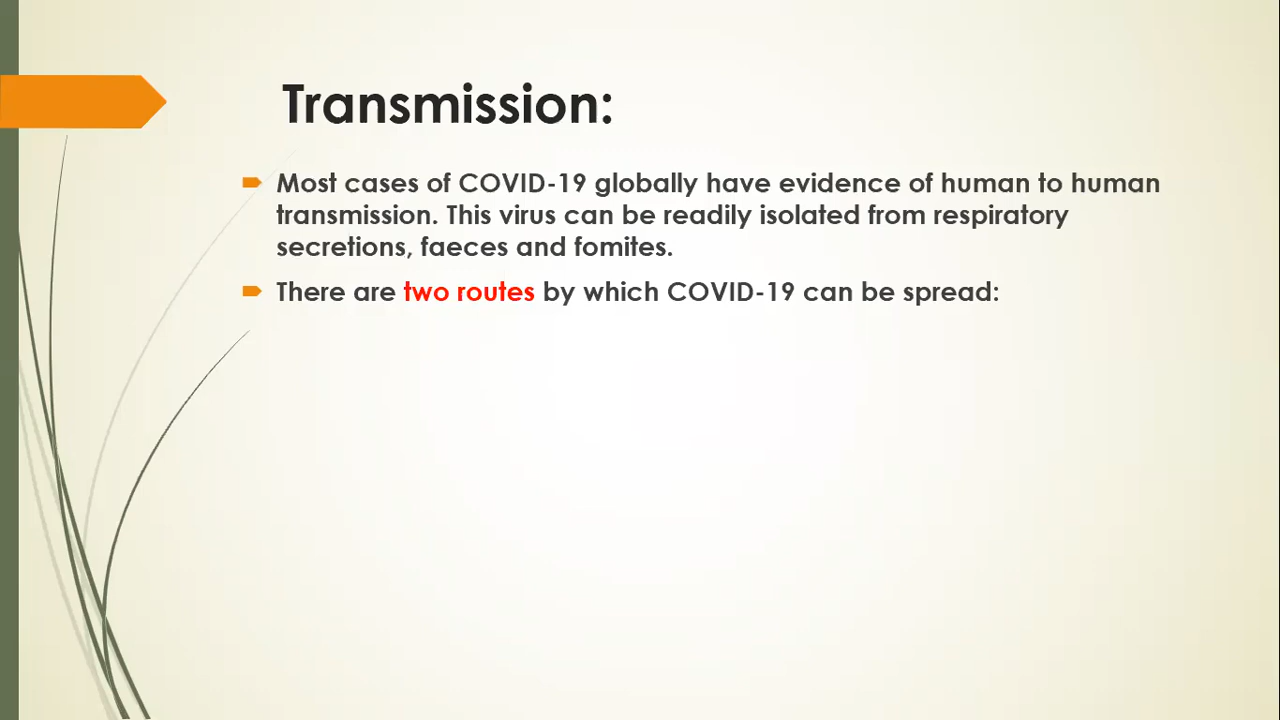 Transmission:
Most cases of COVID-19 globally have evidence of human to human
transmission. This virus can be readily isolated from respiratory
secretions, faeces and fomites.
There are two routes by which COVID-19 can be spread: